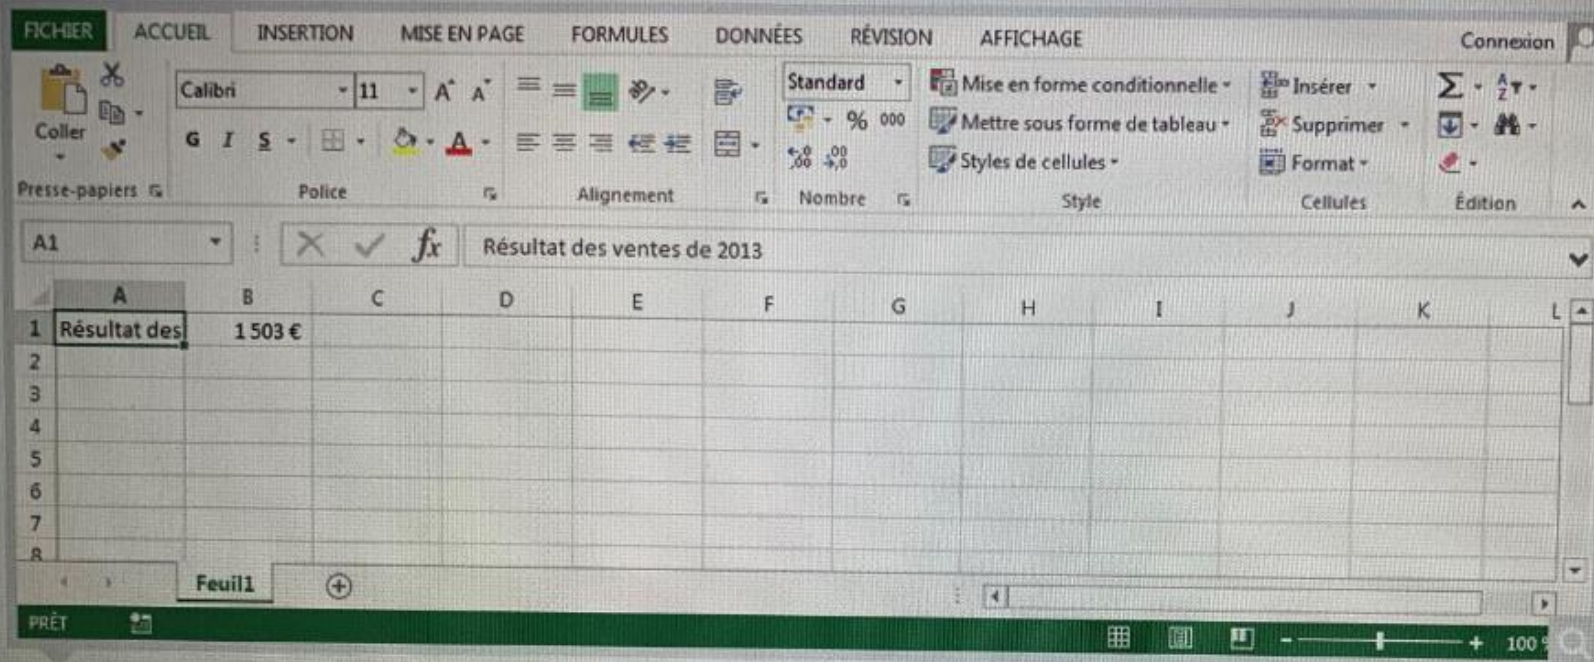 FICHIER ACCUEIL INSERTION MISE EN PAGE FORMULES DONNÉES RÉVISION AFFICHAGE Connexion
Calibri 11 A A Standard Mise en forme conditionnelle Insérer Σ A Z
Coller G I S A % 000 Mettre sous forme de tableau Supprimer
,00 ,00 ,0 Styles de cellules Format
Presse-papiers Police Alignement Nombre Style Cellules Édition
A1 fx Résultat des ventes de 2013
A B C D E F G H I J K L
1 Résultat des 1 503 €
2
3
4
5
6
7
8
Feuil1
PRÊT 100